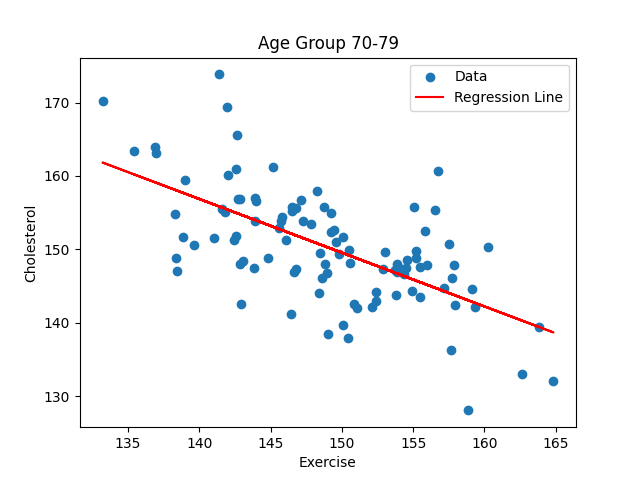 Age Group 70-79
Data
Regression Line
170
160
150
140
130
Cholesterol
135 140 145 150 155 160 165
Exercise